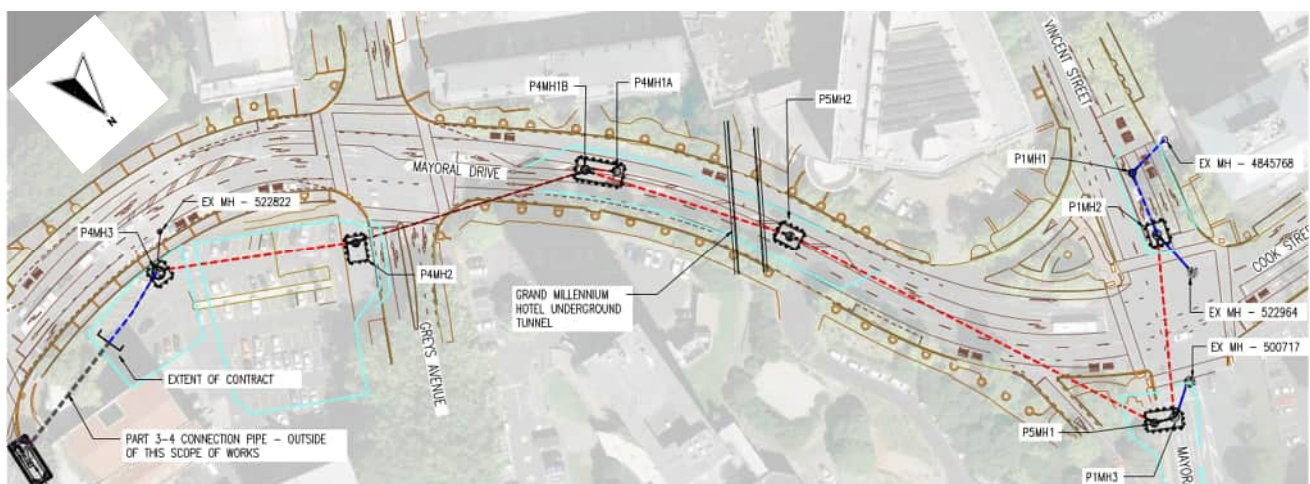 N
VINCENT STREET
P4MH1B
P4MH1A
P5MH2
P1MH1
EX MH - 4845768
MAYORAL DRIVE
EX MH - 522822
P4MH3
P1MH2
COOK STREET
P4MH2
GRAND MILLENNIUM
HOTEL UNDERGROUND
TUNNEL
EX MH - 522964
GREYS AVENUE
EX MH - 500717
EXTENT OF CONTRACT
PART 3-4 CONNECTION PIPE - OUTSIDE
OF THIS SCOPE OF WORKS
P5MH1
P1MH3
MAYOR